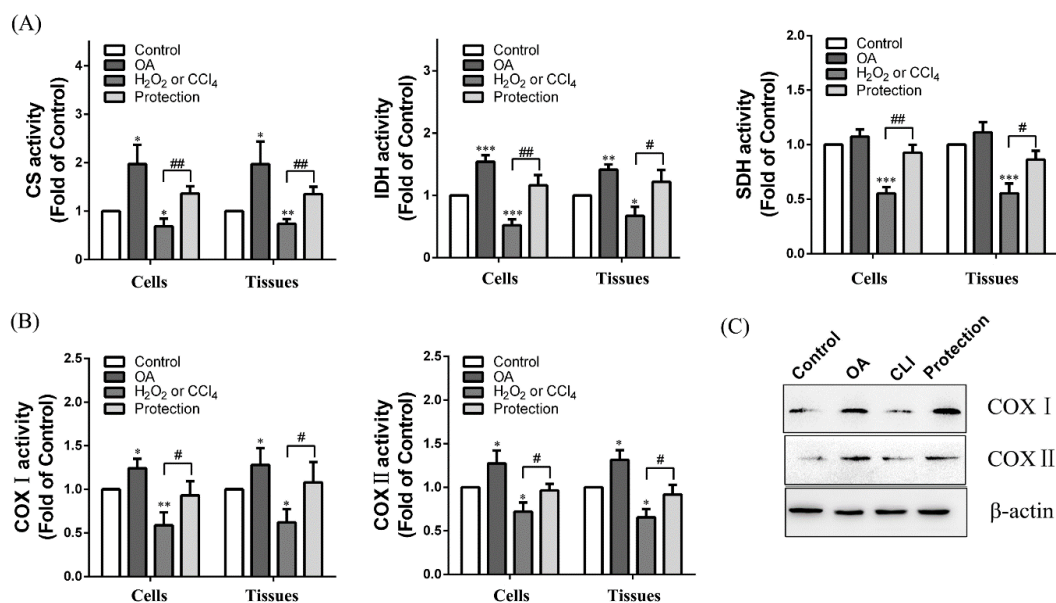 (A)
CS activity
(Fold of Control)
4
3
2
1
0
Control
OA
H₂O₂ or CCl₄
Protection
*
*
##
*
##
**
Cells
Tissues
IDH activity
(Fold of Control)
3
2
1
0
Control
OA
H₂O₂ or CCl₄
Protection
***
##
***
**
#
*
Cells
Tissues
SDH activity
(Fold of Control)
2.0
1.5
1.0
0.5
0.0
Control
OA
H₂O₂ or CCl₄
Protection
##
***
#
***
Cells
Tissues
(B)
COX Ⅰ activity
(Fold of Control)
2.5
2.0
1.5
1.0
0.5
0.0
Control
OA
H₂O₂ or CCl₄
Protection
*
#
**
*
#
*
Cells
Tissues
COX Ⅱ activity
(Fold of Control)
2.5
2.0
1.5
1.0
0.5
0.0
Control
OA
H₂O₂ or CCl₄
Protection
*
#
*
*
#
*
Cells
Tissues
(C)
Control
OA
CLI
Protection
COX Ⅰ
COX Ⅱ
β-actin